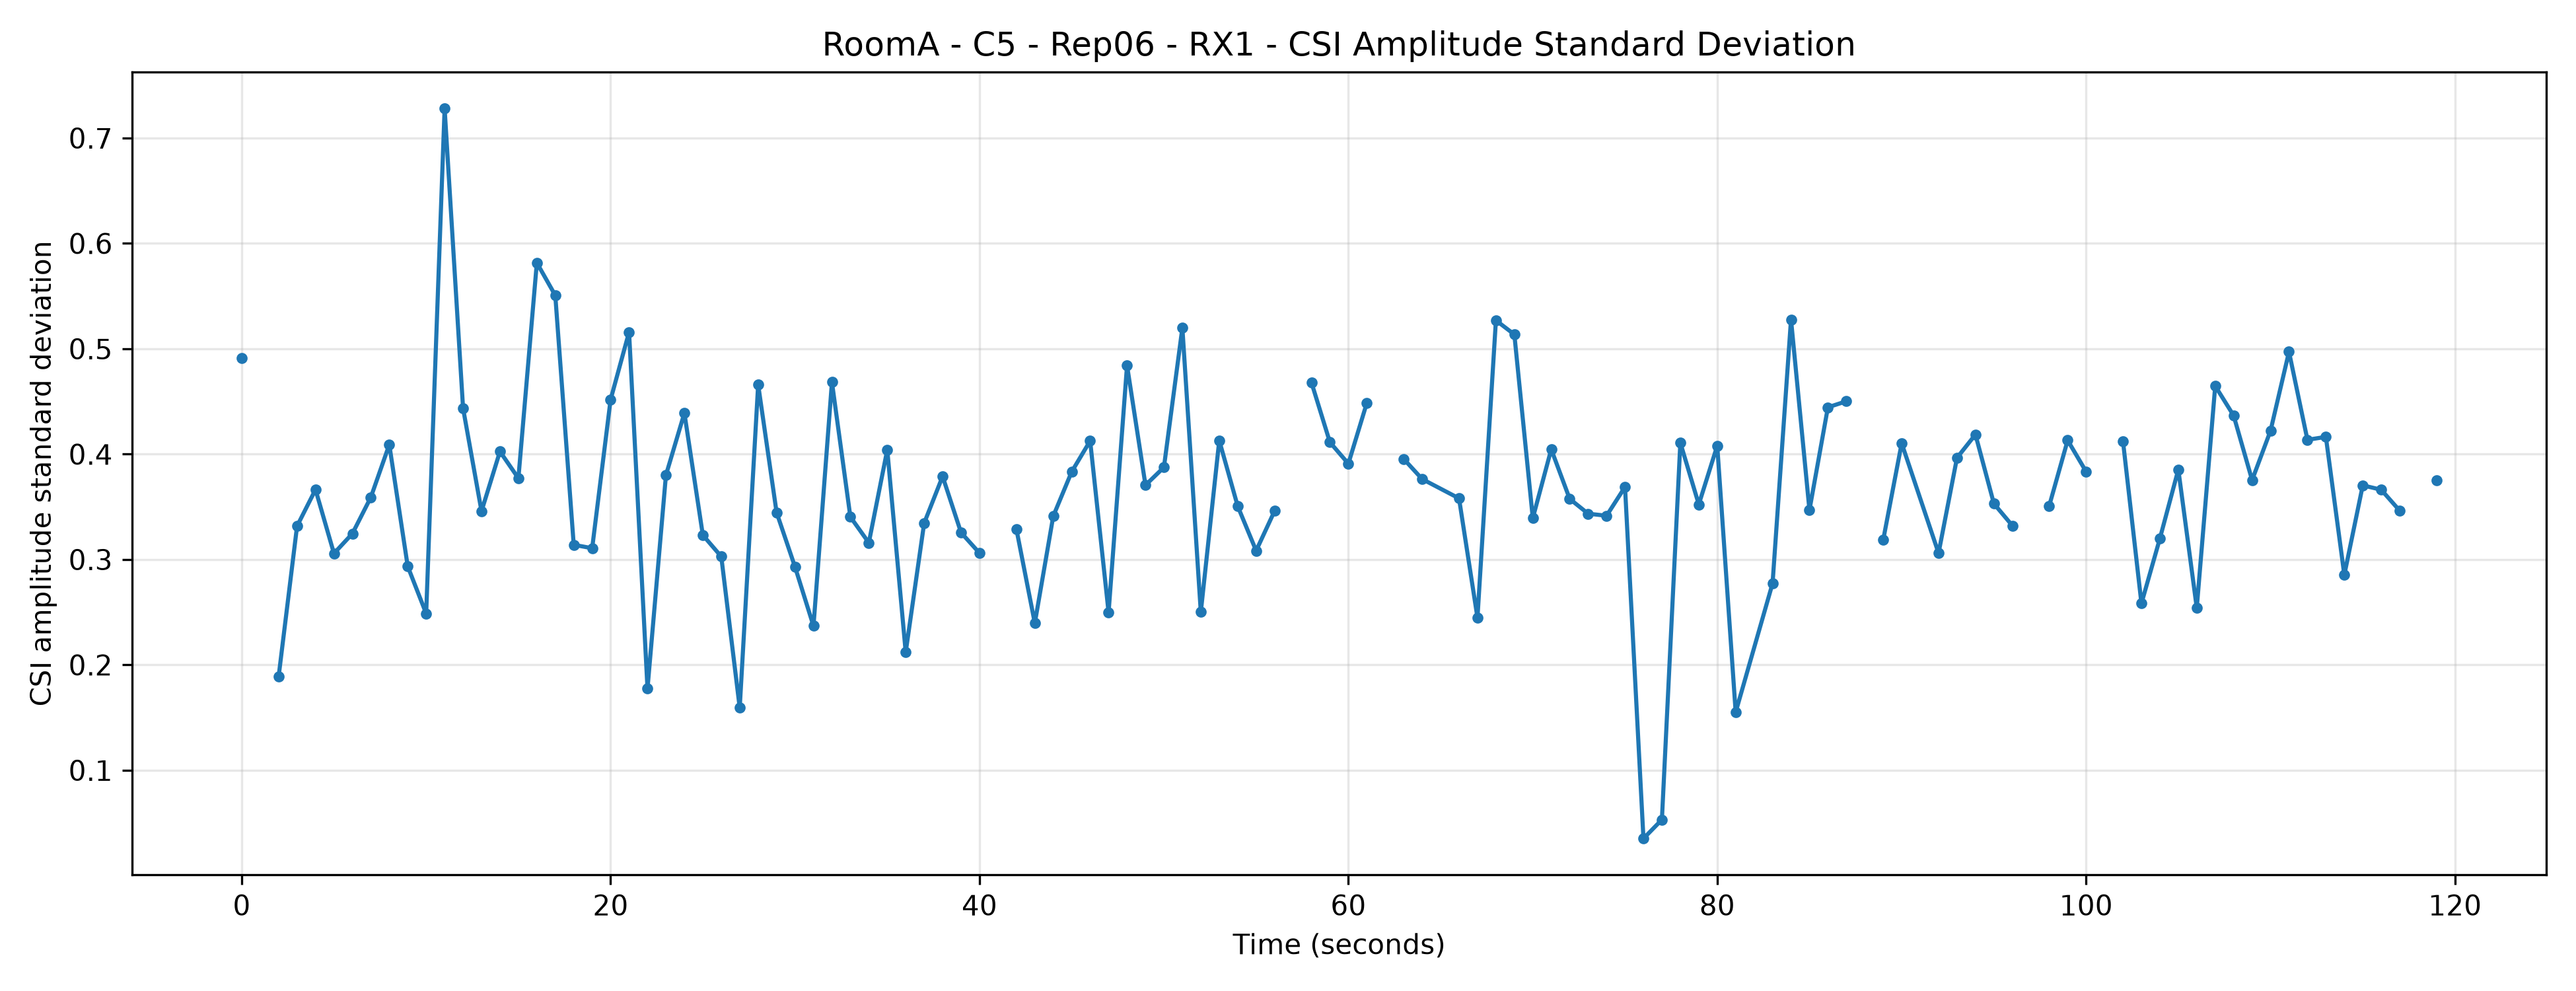 RoomA - C5 - Rep06 - RX1 - CSI Amplitude Standard Deviation
CSI amplitude standard deviation
0.7
0.6
0.5
0.4
0.3
0.2
0.1
0 20 40 60 80 100 120
Time (seconds)